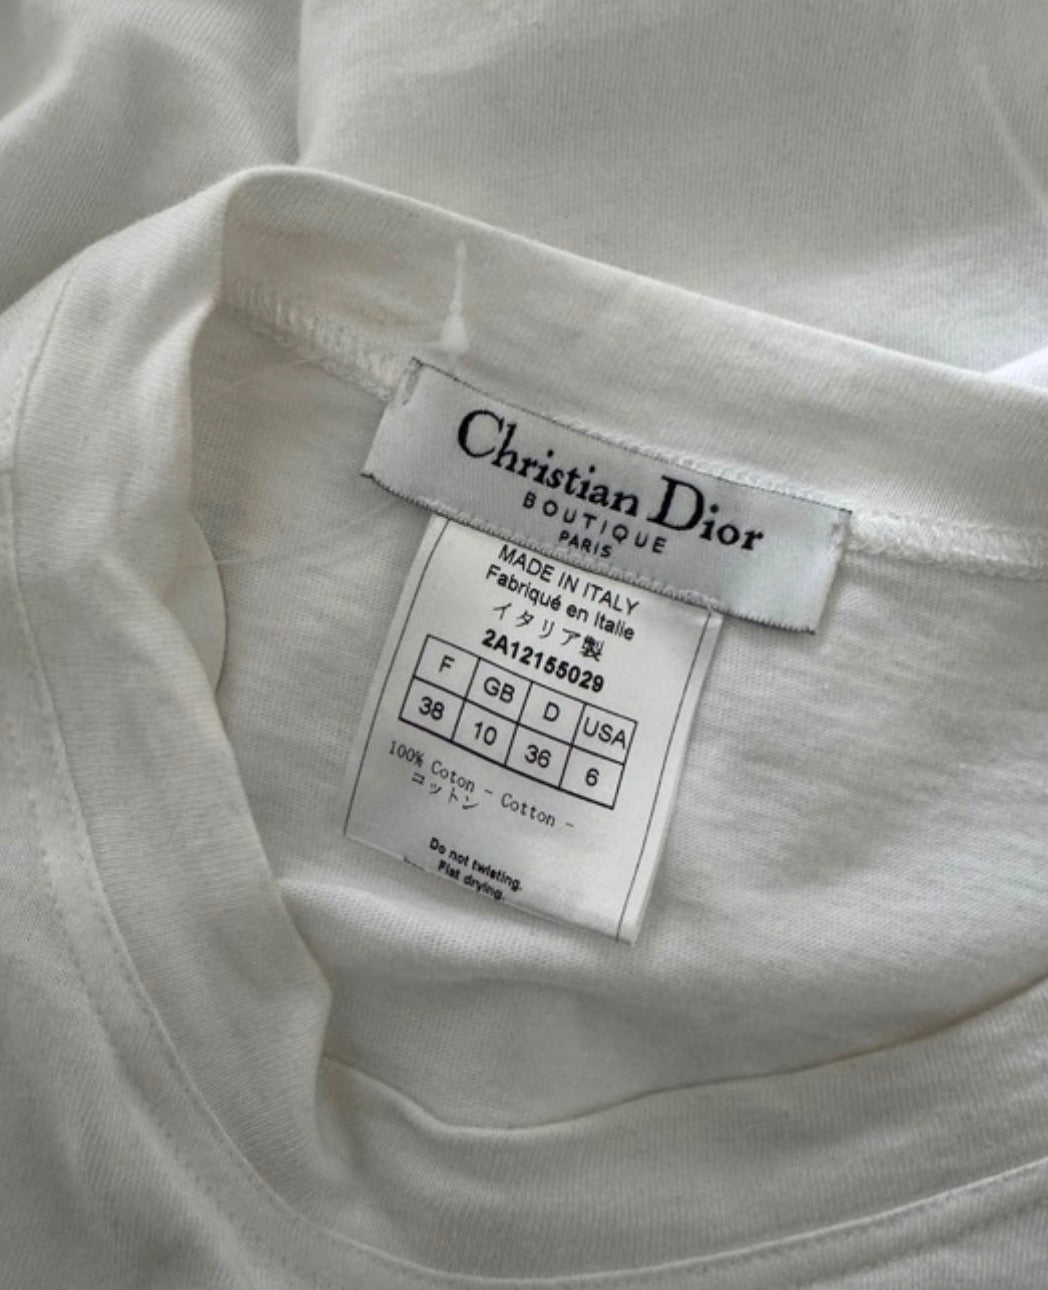 Christian Dior
BOUTIQUE
PARIS
MADE IN ITALY
Fabriqué en Italie
イタリア製
2A12155029
F GB D USA
38 10 36 6
100% Coton - Cotton -
コットン
Do not twisting.
Flat drying.